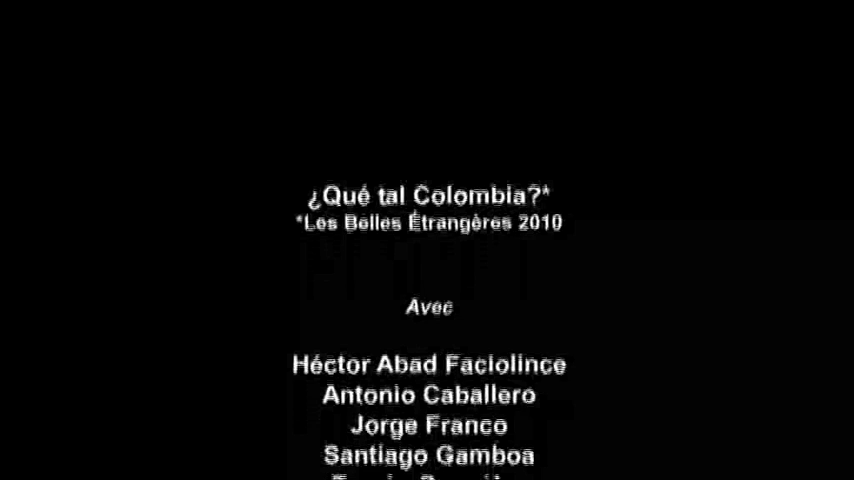 ¿Qué tal Colombia?*
*Les Belles Étrangères 2010
Avec
Héctor Abad Faciolince
Antonio Caballero
Jorge Franco
Santiago Gamboa